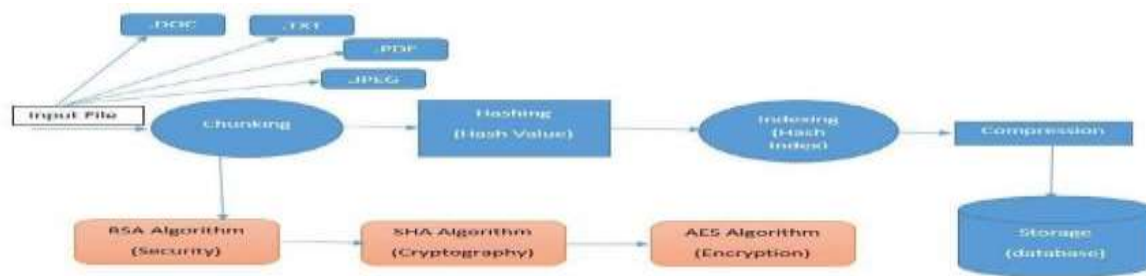 .DOC
.TXT
.PDF
.JPEG
Input File
Chunking
Hashing
(Hash Value)
Indexing
(Hash
Index)
Compression
RSA Algorithm
(Security)
SHA Algorithm
(Cryptography)
AES Algorithm
(Encryption)
Storage
(database)